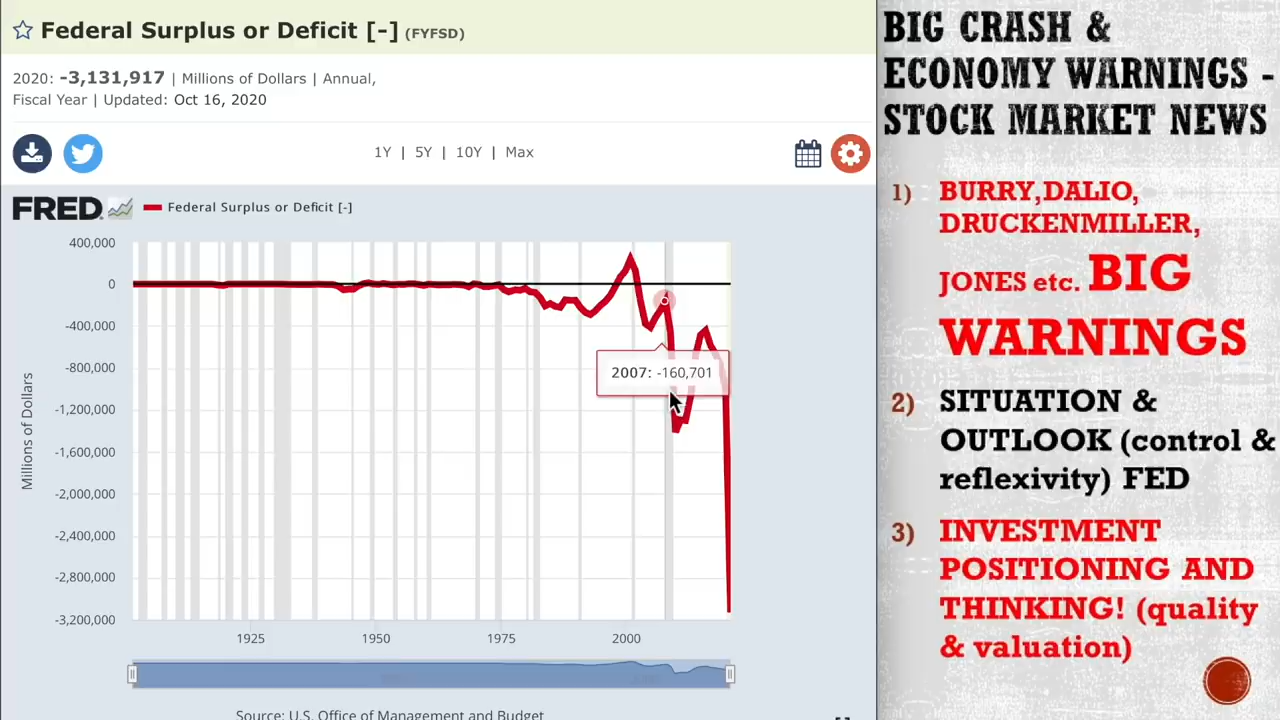 Federal Surplus or Deficit [-] (FYFSD)
2020: -3,131,917 | Millions of Dollars | Annual,
Fiscal Year | Updated: Oct 16, 2020
1Y | 5Y | 10Y | Max
FRED
Federal Surplus or Deficit [-]
400,000
0
-400,000
-800,000
-1,200,000
-1,600,000
-2,000,000
-2,400,000
-2,800,000
-3,200,000
Millions of Dollars
2007: -160,701
1925 1950 1975 2000
Source: U.S. Office of Management and Budget
BIG CRASH &
ECONOMY WARNINGS -
STOCK MARKET NEWS
1) BURRY,DALIO,
DRUCKENMILLER,
JONES etc. BIG
WARNINGS
2) SITUATION &
OUTLOOK (control &
reflexivity) FED
3) INVESTMENT
POSITIONING AND
THINKING! (quality
& valuation)